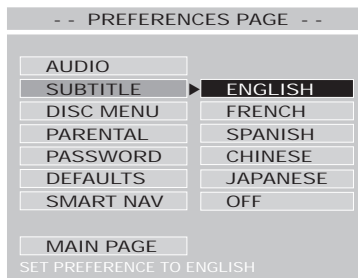 - - PREFERENCES PAGE - -
AUDIO
SUBTITLE ENGLISH
DISC MENU FRENCH
PARENTAL SPANISH
PASSWORD CHINESE
DEFAULTS JAPANESE
SMART NAV OFF
MAIN PAGE
SET PREFERENCE TO ENGLISH